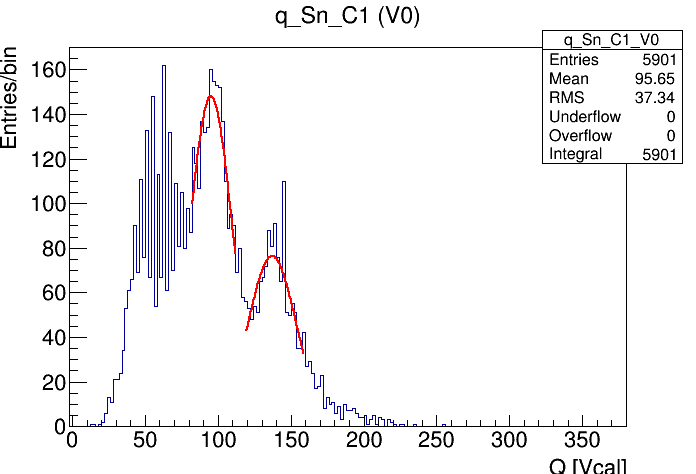 q_Sn_C1 (V0)
q_Sn_C1_V0
Entries 5901
Mean 95.65
RMS 37.34
Underflow 0
Overflow 0
Integral 5901
Entries/bin
160
140
120
100
80
60
40
20
0
0 50 100 150 200 250 300 350
Q [Vcal]